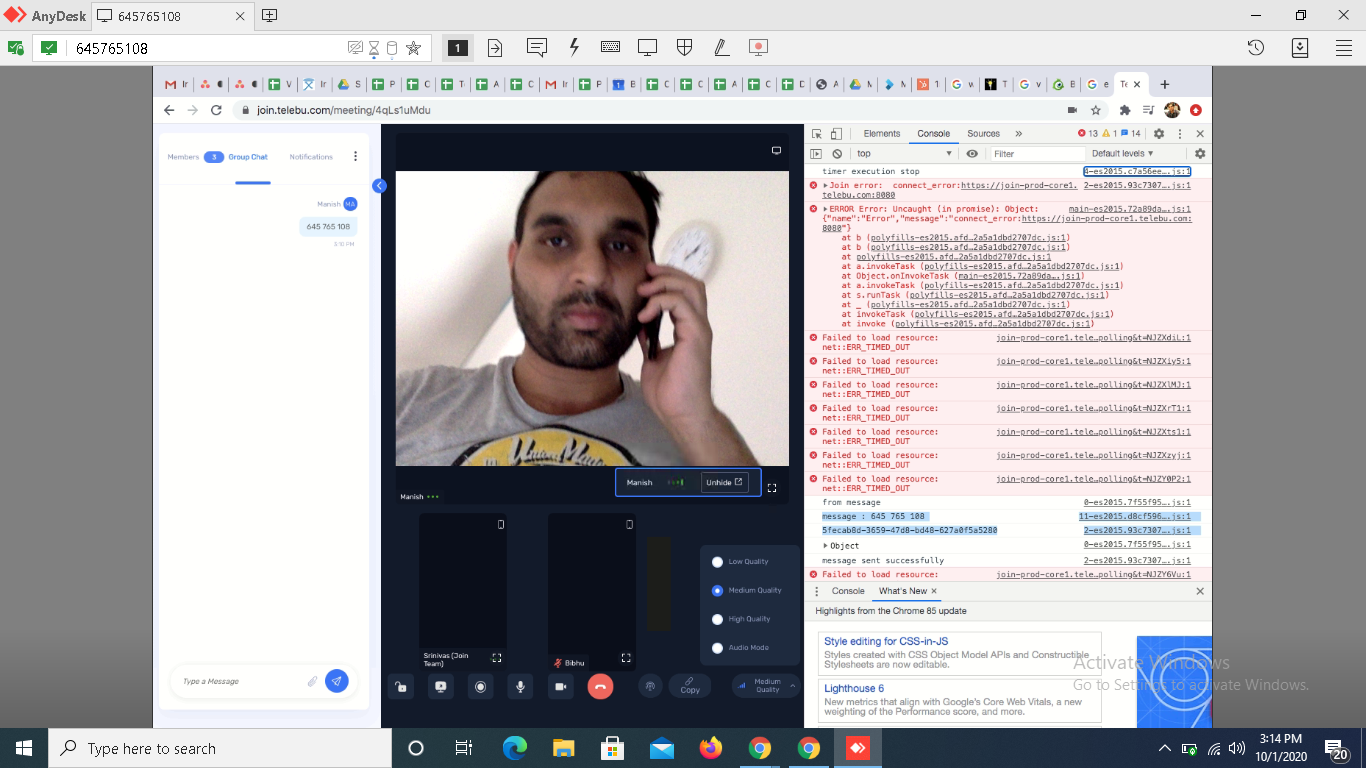 AnyDesk
645765108
645765108
1
join.telebu.com/meeting/4qLs1uMdu
Members 3 Group Chat Notifications
Manish MA
645 765 108
3:10 PM
Type a Message
Manish
Manish Unhide
Srinivas (Join Team)
Bibhu
Low Quality
Medium Quality
High Quality
Audio Mode
Copy
Medium Quality
Elements Console Sources » 13 1 14
top Filter Default levels ▼
timer execution stop 4-es2015.c7a56ee….js:1
Join error: connect_error:https://join-prod-core1. 2-es2015.93c7307….js:1
telebu.com:8080
ERROR Error: Uncaught (in promise): Object: main-es2015.72a89da….js:1
{"name":"Error","message":"connect_error:https://join-prod-core1.telebu.com:
8080"}
at b (polyfills-es2015.afd…2a5a1dbd2707dc.js:1)
at b (polyfills-es2015.afd…2a5a1dbd2707dc.js:1)
at polyfills-es2015.afd…2a5a1dbd2707dc.js:1
at a.invokeTask (polyfills-es2015.afd…2a5a1dbd2707dc.js:1)
at Object.onInvokeTask (main-es2015.72a89da….js:1)
at a.invokeTask (polyfills-es2015.afd…2a5a1dbd2707dc.js:1)
at s.runTask (polyfills-es2015.afd…2a5a1dbd2707dc.js:1)
at _ (polyfills-es2015.afd…2a5a1dbd2707dc.js:1)
at invokeTask (polyfills-es2015.afd…2a5a1dbd2707dc.js:1)
at invoke (polyfills-es2015.afd…2a5a1dbd2707dc.js:1)
Failed to load resource: join-prod-core1.tele…polling&t=NJZXdiL:1
net::ERR_TIMED_OUT
Failed to load resource: join-prod-core1.tele…polling&t=NJZXiy5:1
net::ERR_TIMED_OUT
Failed to load resource: join-prod-core1.tele…polling&t=NJZXlMJ:1
net::ERR_TIMED_OUT
Failed to load resource: join-prod-core1.tele…polling&t=NJZXrT1:1
net::ERR_TIMED_OUT
Failed to load resource: join-prod-core1.tele…polling&t=NJZXts1:1
net::ERR_TIMED_OUT
Failed to load resource: join-prod-core1.tele…polling&t=NJZXzyj:1
net::ERR_TIMED_OUT
Failed to load resource: join-prod-core1.tele…polling&t=NJZY0P2:1
net::ERR_TIMED_OUT
from message 0-es2015.7f55f95….js:1
message : 645 765 108 11-es2015.d8cf596….js:1
5fecab8d-3659-47d8-bd48-627a0f5a5280 2-es2015.93c7307….js:1
Object 0-es2015.7f55f95….js:1
message sent successfully 2-es2015.93c7307….js:1
Failed to load resource: join-prod-core1.tele…polling&t=NJZY6Vu:1
Console What's New
Highlights from the Chrome 85 update
Style editing for CSS-in-JS
Styles created with CSS Object Model APIs and Constructible
Stylesheets are now editable.
Lighthouse 6
New metrics that align with Google's Core Web Vitals, a new
weighting of the Performance score, and more.
Activate Windows
Go to Settings to activate Windows.
Type here to search
3:14 PM
10/1/2020
20